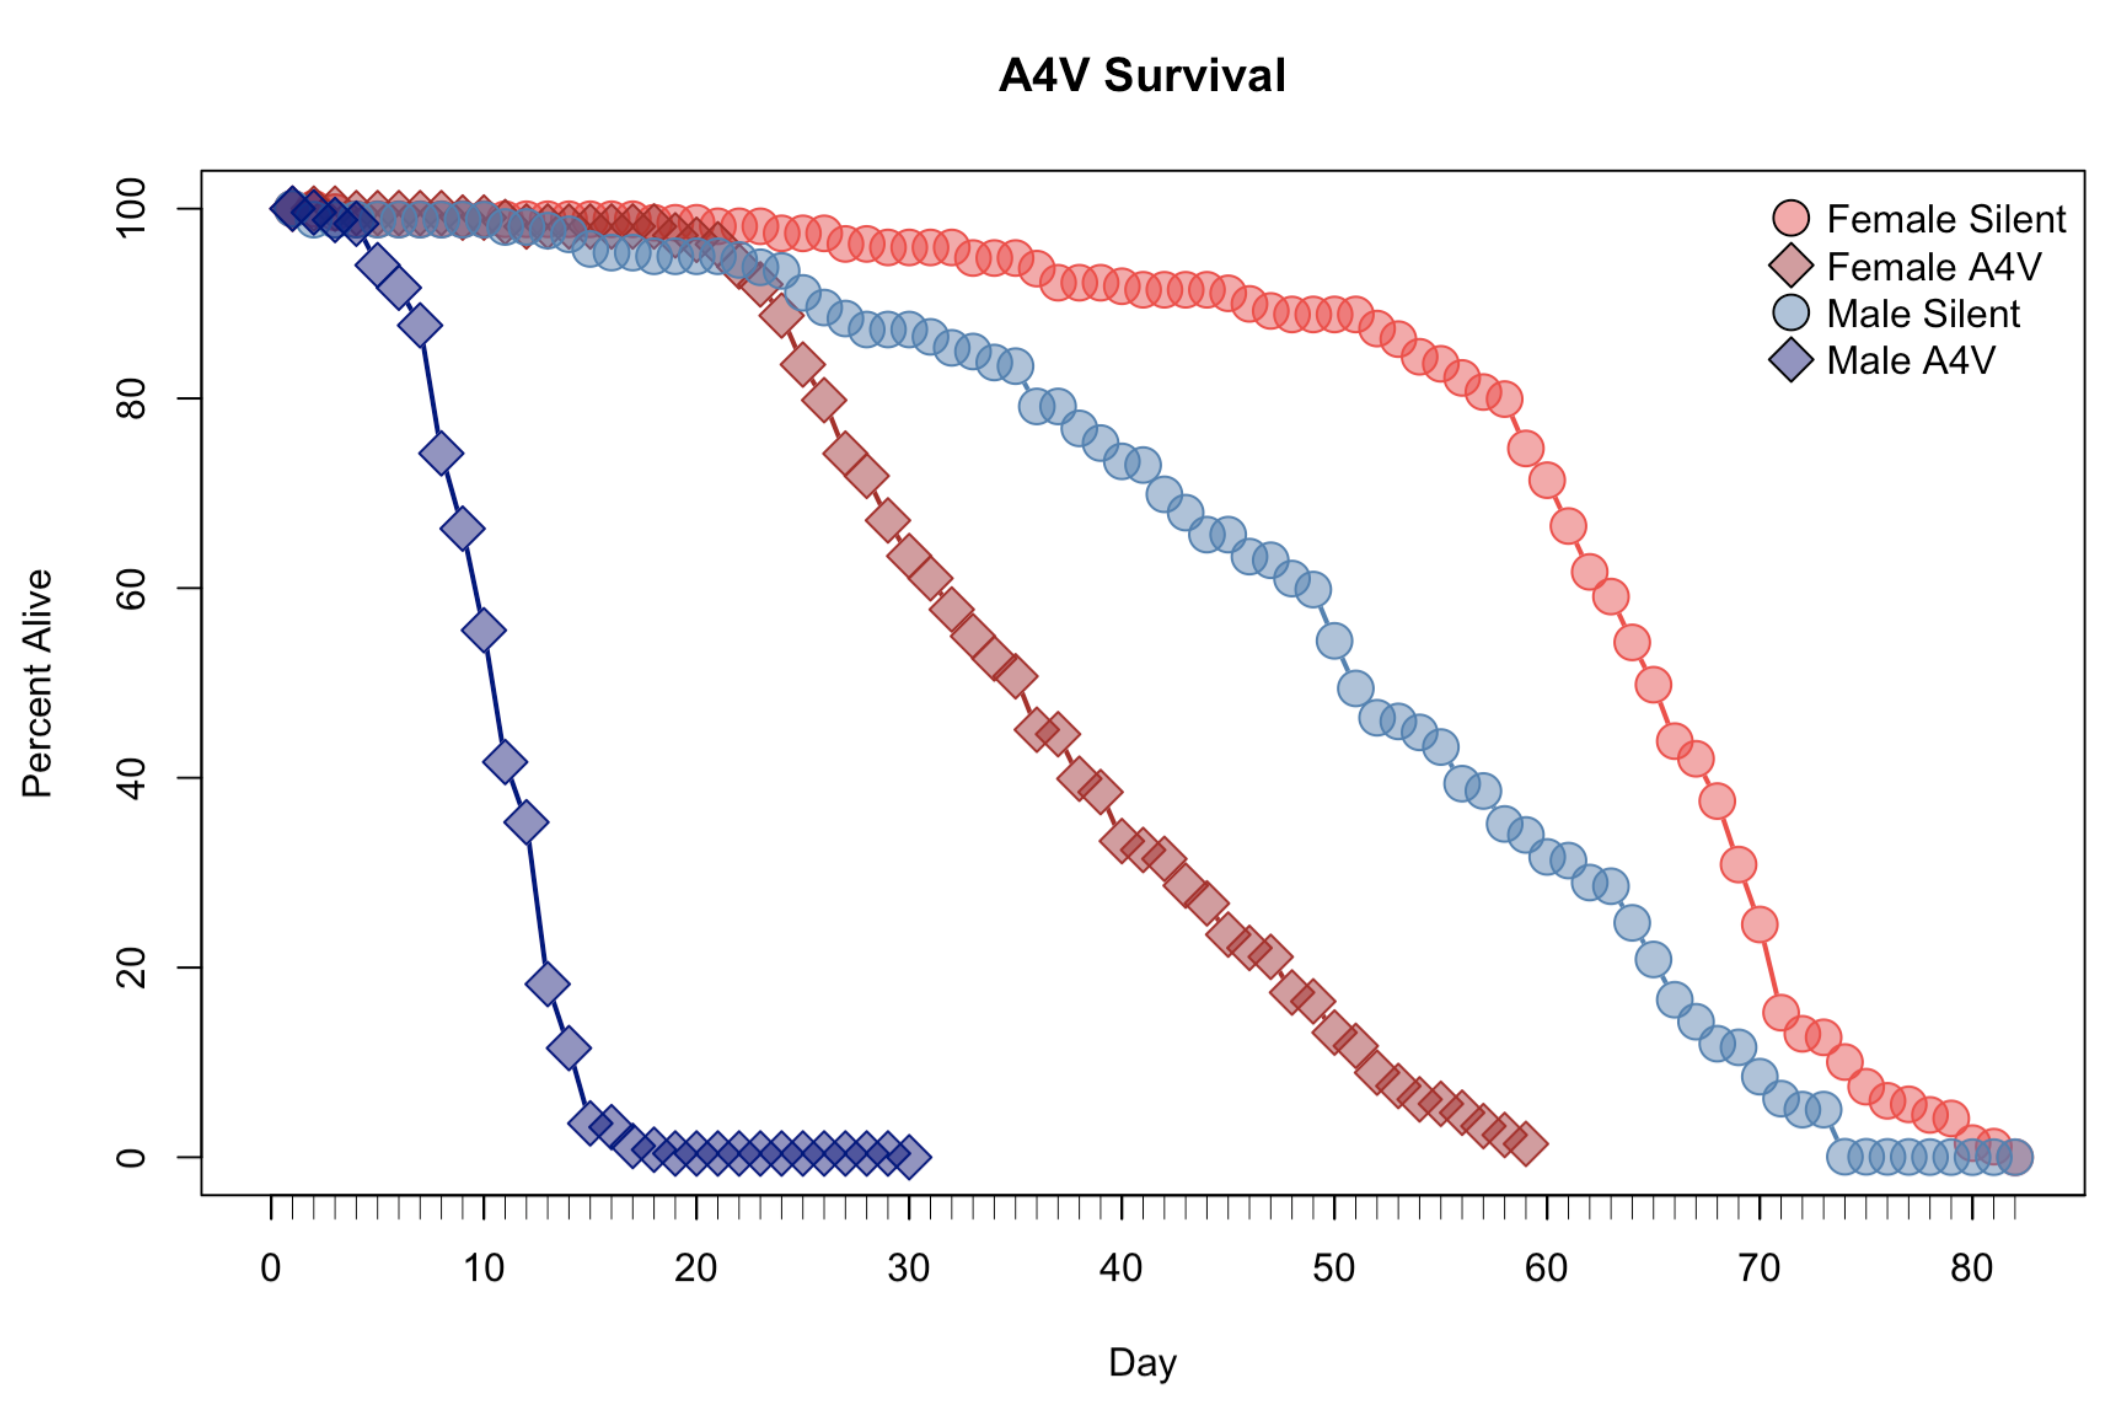 A4V Survival
Female Silent
Female A4V
Male Silent
Male A4V
Percent Alive
100
80
60
40
20
0
0 10 20 30 40 50 60 70 80
Day